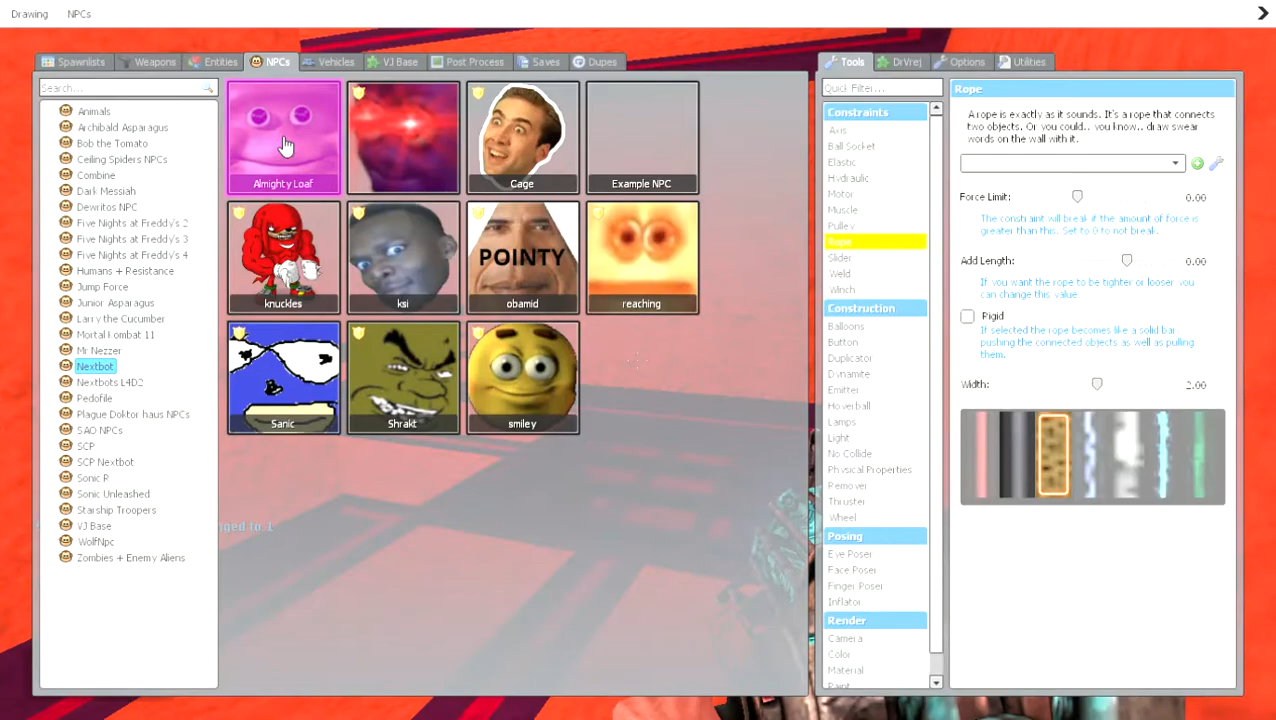 Drawing NPCs
Spawnlists Weapons Entities NPCs Vehicles VJ Base Post Process Saves Dupes
Search...
Animals
Archibald Asparagus
Bob the Tomato
Ceiling Spiders NPCs
Combine
Dark Messiah
Dewritos NPC
Five Nights at Freddy's 2
Five Nights at Freddy's 3
Five Nights at Freddy's 4
Humans + Resistance
Jump Force
Junior Asparagus
Larry the Cucumber
Mortal Kombat 11
Mr Nezzer
Nextbot
Nextbots L4D2
Pedofile
Plague Doktor haus NPCs
SAO NPCs
SCP
SCP Nextbot
Sonic R
Sonic Unleashed
Starship Troopers
VJ Base
WolfNpc
Zombies + Enemy Aliens
Almighty Loaf
Cage
Example NPC
knuckles
ksi
POINTY
obamid
reaching
Sanic
Shrakt
smiley
nged to 1
Tools DrVrej Options Utilities
Quick Filter...
Constraints
Axis
Ball Socket
Elastic
Hydraulic
Motor
Muscle
Pulley
Rope
Slider
Weld
Winch
Construction
Balloons
Button
Duplicator
Dynamite
Emitter
Hoverball
Lamps
Light
No Collide
Physical Properties
Remover
Thruster
Wheel
Posing
Eye Poser
Face Poser
Finger Poser
Inflator
Render
Camera
Color
Material
Paint
Rope
A rope is exactly as it sounds. It's a rope that connects
two objects. Or you could.. you know.. draw swear
words on the wall with it.
Force Limit: 0.00
The constraint will break if the amount of force is
greater than this. Set to 0 to not break.
Add Length: 0.00
If you want the rope to be tighter or looser you
can change this value
Rigid
If selected the rope becomes like a solid bar
pushing the connected objects as well as pulling
them.
Width: 2.00